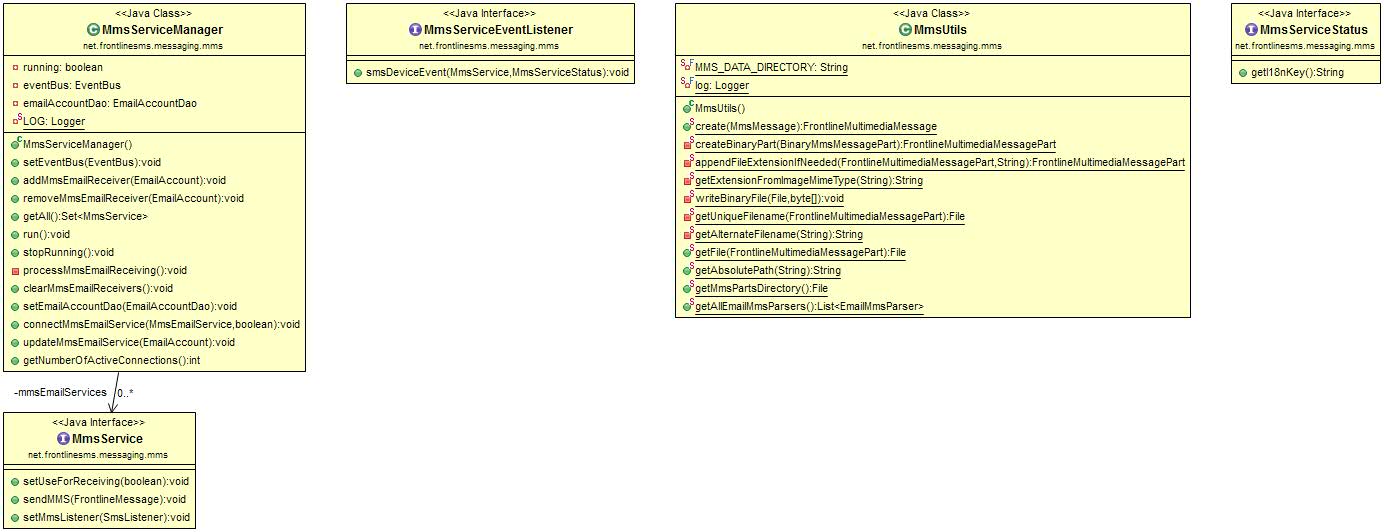 <<Java Class>>
MmsServiceManager
net.frontlinesms.messaging.mms
running: boolean
eventBus: EventBus
emailAccountDao: EmailAccountDao
LOG: Logger
MmsServiceManager()
setEventBus(EventBus):void
addMmsEmailReceiver(EmailAccount):void
removeMmsEmailReceiver(EmailAccount):void
getAll():Set<MmsService>
run():void
stopRunning():void
processMmsEmailReceiving():void
clearMmsEmailReceivers():void
setEmailAccountDao(EmailAccountDao):void
connectMmsEmailService(MmsEmailService,boolean):void
updateMmsEmailService(EmailAccount):void
getNumberOfActiveConnections():int
-mmsEmailServices 0..*
<<Java Interface>>
MmsService
net.frontlinesms.messaging.mms
setUseForReceiving(boolean):void
sendMMS(FrontlineMessage):void
setMmsListener(SmsListener):void
<<Java Interface>>
MmsServiceEventListener
net.frontlinesms.messaging.mms
smsDeviceEvent(MmsService,MmsServiceStatus):void
<<Java Class>>
MmsUtils
net.frontlinesms.messaging.mms
MMS_DATA_DIRECTORY: String
log: Logger
MmsUtils()
create(MmsMessage):FrontlineMultimediaMessage
createBinaryPart(BinaryMmsMessagePart):FrontlineMultimediaMessagePart
appendFileExtensionIfNeeded(FrontlineMultimediaMessagePart,String):FrontlineMultimediaMessagePart
getExtensionFromImageMimeType(String):String
writeBinaryFile(File,byte[]):void
getUniqueFilename(FrontlineMultimediaMessagePart):File
getAlternateFilename(String):String
getFile(FrontlineMultimediaMessagePart):File
getAbsolutePath(String):String
getMmsPartsDirectory():File
getAllEmailMmsParsers():List<EmailMmsParser>
<<Java Interface>>
MmsServiceStatus
net.frontlinesms.messaging.mms
getI18nKey():String